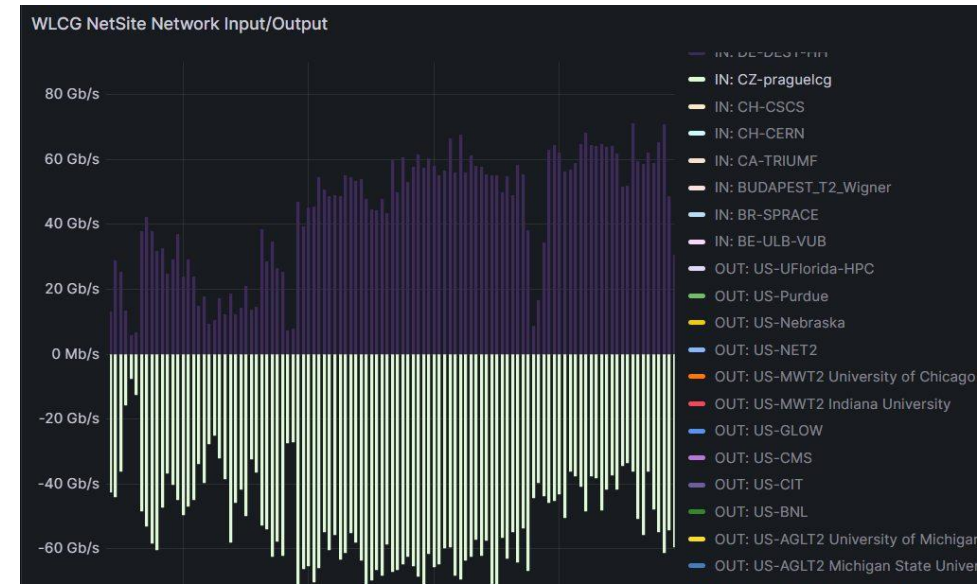 WLCG NetSite Network Input/Output
80 Gb/s
60 Gb/s
40 Gb/s
20 Gb/s
0 Mb/s
-20 Gb/s
-40 Gb/s
-60 Gb/s
IN: DE-DEST-HH
IN: CZ-praguelcg
IN: CH-CSCS
IN: CH-CERN
IN: CA-TRIUMF
IN: BUDAPEST_T2_Wigner
IN: BR-SPRACE
IN: BE-ULB-VUB
OUT: US-UFlorida-HPC
OUT: US-Purdue
OUT: US-Nebraska
OUT: US-NET2
OUT: US-MWT2 University of Chicago
OUT: US-MWT2 Indiana University
OUT: US-GLOW
OUT: US-CMS
OUT: US-CIT
OUT: US-BNL
OUT: US-AGLT2 University of Michigan
OUT: US-AGLT2 Michigan State Univer